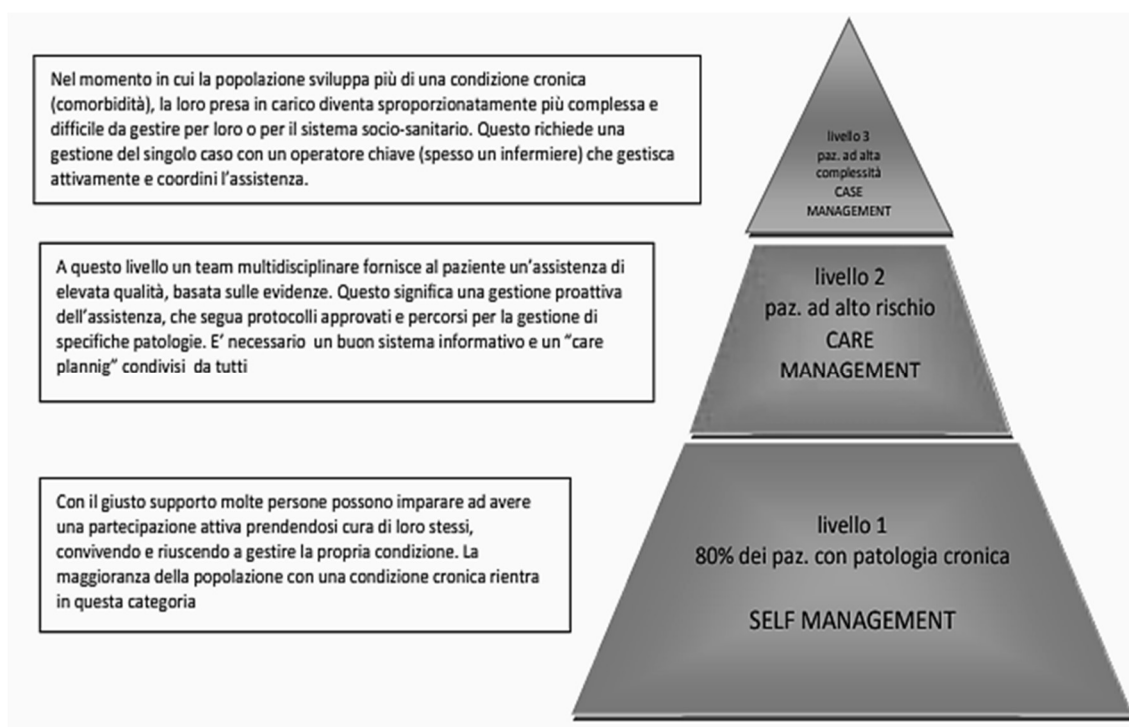 Nel momento in cui la popolazione sviluppa più di una condizione cronica
(comorbidità), la loro presa in carico diventa sproporzionatamente più complessa e
difficile da gestire per loro o per il sistema socio-sanitario. Questo richiede una
gestione del singolo caso con un operatore chiave (spesso un infermiere) che gestisca
attivamente e coordini l'assistenza.
livello 3
paz. ad alta
complessità
CASE
MANAGEMENT
A questo livello un team multidisciplinare fornisce al paziente un'assistenza di
elevata qualità, basata sulle evidenze. Questo significa una gestione proattiva
dell'assistenza, che segua protocolli approvati e percorsi per la gestione di
specifiche patologie. E' necessario un buon sistema informativo e un "care
plannig" condivisi da tutti
livello 2
paz. ad alto rischio
CARE
MANAGEMENT
Con il giusto supporto molte persone possono imparare ad avere
una partecipazione attiva prendendosi cura di loro stessi,
convivendo e riuscendo a gestire la propria condizione. La
maggioranza della popolazione con una condizione cronica rientra
in questa categoria
livello 1
80% dei paz. con patologia cronica
SELF MANAGEMENT